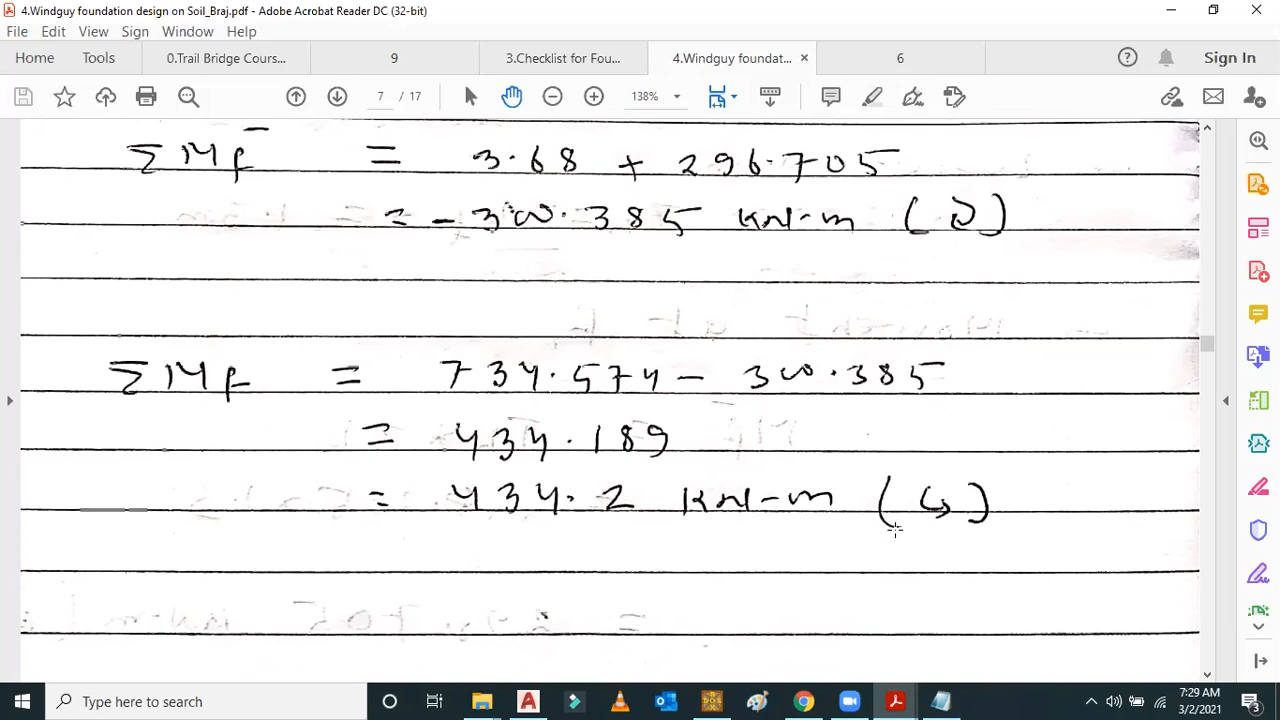 4.Windguy foundation design on Soil_Braj.pdf - Adobe Acrobat Reader DC (32-bit)
File Edit View Sign Window Help
Home Tools 0.Trail Bridge Cours... 9 3.Checklist for Fou... 4.Windguy foundat... × 6 Sign In
7 / 17 138%
Σ Mf¯ = 3.68 + 296.705
= - 300.385 kN-m (↺)
Σ Mf = 734.574 - 300.385
= 434.189
= 434.2 kN-m (↳)
Type here to search
7:29 AM
3/2/2021
3